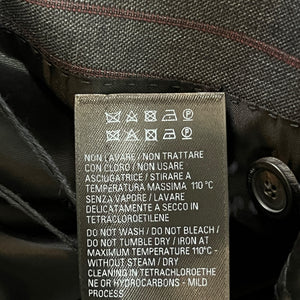 NON LAVARE / NON TRATTARE
CON CLORO / NON USARE
ASCIUGATRICE / STIRARE A
TEMPERATURA MASSIMA 110 °C
SENZA VAPORE / LAVARE
DELICATAMENTE A SECCO IN
TETRACLOROETILENE
DO NOT WASH / DO NOT BLEACH /
DO NOT TUMBLE DRY / IRON AT
MAXIMUM TEMPERATURE 110°C -
WITHOUT STEAM / DRY
CLEANING IN TETRACHLOROETHE
NE OR HYDROCARBONS - MILD
PROCESS